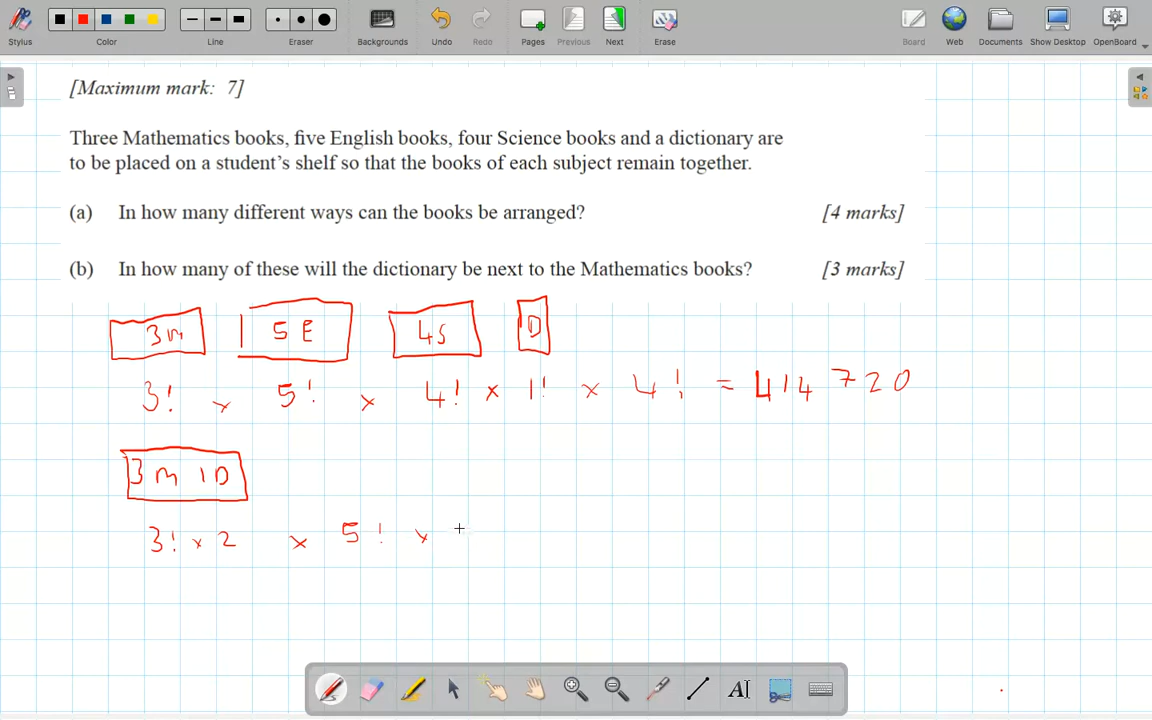 Stylus Color Line Eraser Backgrounds Undo Redo Pages Previous Next Erase Board Web Documents Show Desktop OpenBoard
[Maximum mark: 7]
Three Mathematics books, five English books, four Science books and a dictionary are
to be placed on a student's shelf so that the books of each subject remain together.
(a) In how many different ways can the books be arranged? [4 marks]
(b) In how many of these will the dictionary be next to the Mathematics books? [3 marks]
3M 5E 4S D
3! × 5! × 4! × 1! × 4! = 414720
3M 1D
3! × 2 × 5! ×